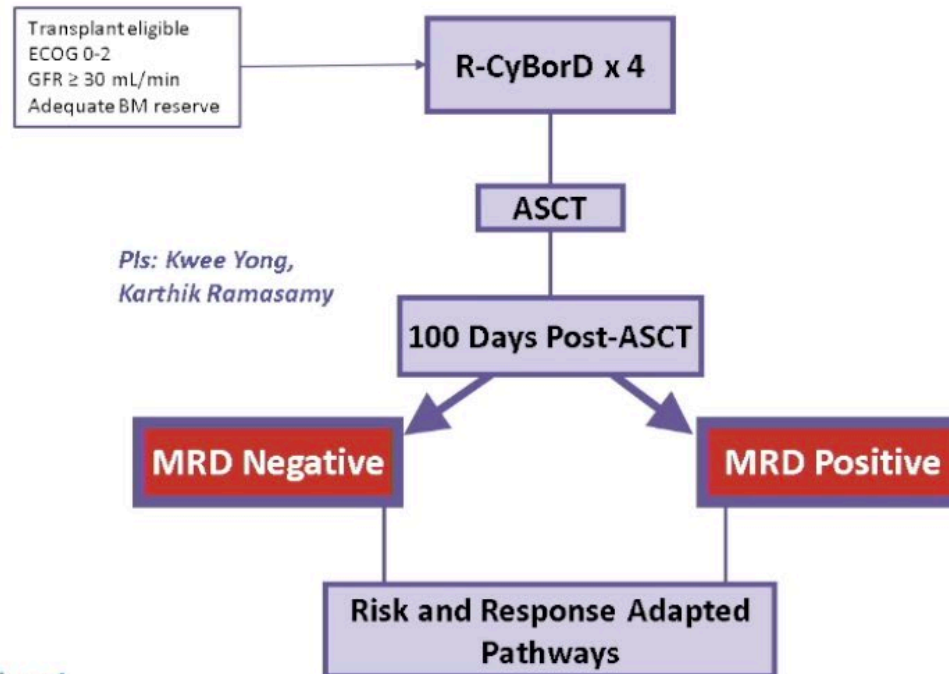 Transplant eligible
ECOG 0-2
GFR ≥ 30 mL/min
Adequate BM reserve
R-CyBorD x 4
ASCT
PIs: Kwee Yong,
Karthik Ramasamy
100 Days Post-ASCT
MRD Negative
MRD Positive
Risk and Response Adapted
Pathways